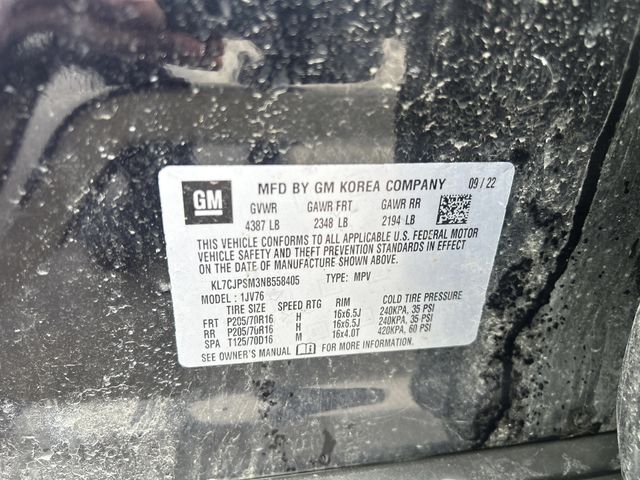 GM MFD BY GM KOREA COMPANY 09 / 22
GVWR GAWR FRT GAWR RR
4387 LB 2348 LB 2194 LB
THIS VEHICLE CONFORMS TO ALL APPLICABLE U.S. FEDERAL MOTOR
VEHICLE SAFETY AND THEFT PREVENTION STANDARDS IN EFFECT
ON THE DATE OF MANUFACTURE SHOWN ABOVE.
KL7CJPSM3NB558405 TYPE: MPV
MODEL: 1JV76
TIRE SIZE SPEED RTG RIM COLD TIRE PRESSURE
FRT P205/70R16 H 16x6.5J 240KPA, 35 PSI
RR P205/70R16 H 16x6.5J 240KPA, 35 PSI
SPA T125/70D16 M 16x4.0T 420KPA, 60 PSI
SEE OWNER'S MANUAL FOR MORE INFORMATION.